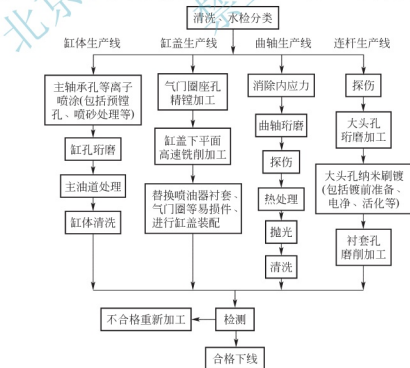 北京
清洗、水检分类
缸体生产线
缸盖生产线
曲轴生产线
连杆生产线
主轴承孔等离子
喷涂(包括预镗
孔、喷砂处理等)
缸孔珩磨
主油道处理
缸体清洗
气门圈座孔
精镗加工
缸盖下平面
高速铣削加工
替换喷油器衬套、
气门圈等易损件、
进行缸盖装配
消除内应力
曲轴珩磨
探伤
热处理
抛光
清洗
探伤
大头孔
珩磨加工
大头孔纳米刷镀
(包括镀前准备、
电净、活化等)
衬套孔
磨削加工
不合格重新加工
检测
合格下线